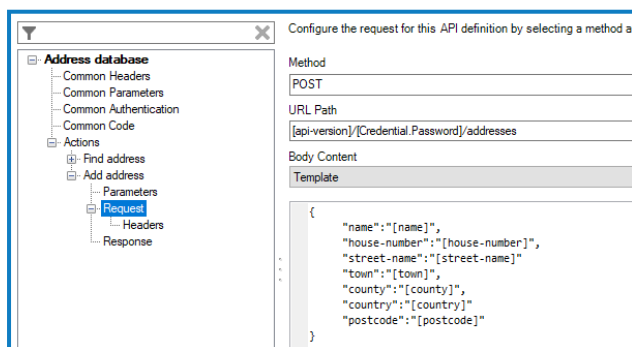 Configure the request for this API definition by selecting a method a
Address database
Common Headers
Common Parameters
Common Authentication
Common Code
Actions
Find address
Add address
Parameters
Request
Headers
Response
Method
POST
URL Path
[api-version]/[Credential.Password]/addresses
Body Content
Template
{
"name":"[name]",
"house-number":"[house-number]",
"street-name":"[street-name]"
"town":"[town]",
"county":"[county]",
"country":"[country]"
"postcode":"[postcode]"
}